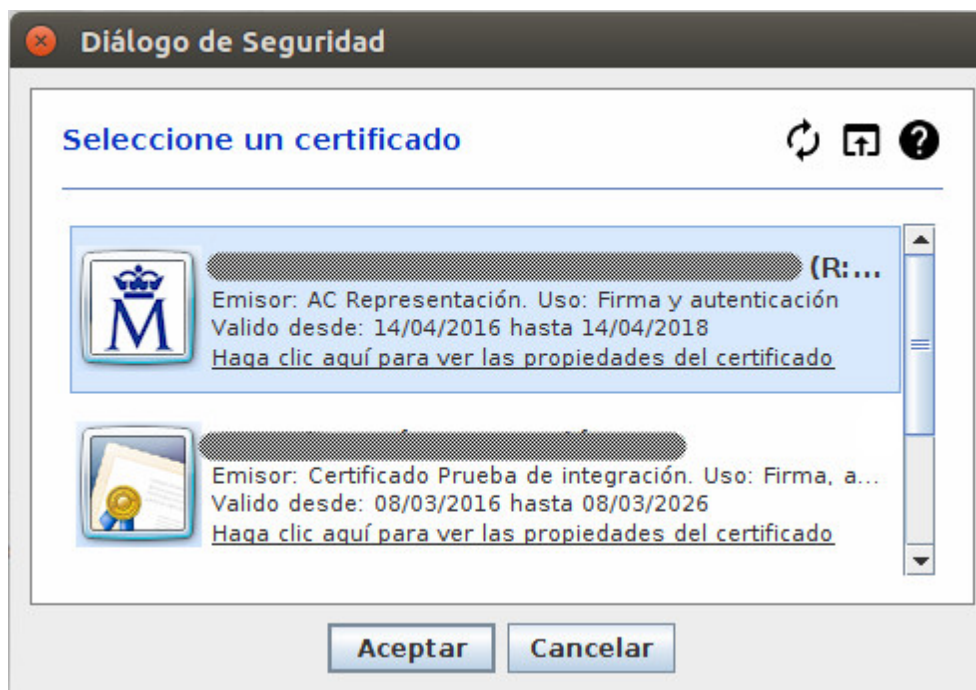 Diálogo de Seguridad
Seleccione un certificado
(R:...
Emisor: AC Representación. Uso: Firma y autenticación
Valido desde: 14/04/2016 hasta 14/04/2018
Haga clic aquí para ver las propiedades del certificado
Emisor: Certificado Prueba de integración. Uso: Firma, a...
Valido desde: 08/03/2016 hasta 08/03/2026
Haga clic aquí para ver las propiedades del certificado
Aceptar Cancelar